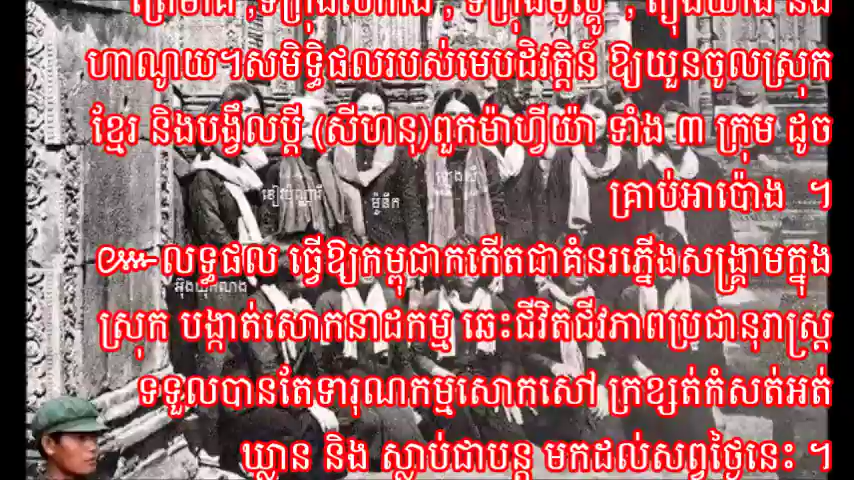 ហាណូយ។សមិទ្ធិផលរបស់មេបដិវត្តិន៍ ឱ្យយួនចូលស្រុក
ខ្មែរ និងបង្វឹលប្តី (សីហនុ)ពួកម៉ាហ្វីយ៉ា ទាំង ៣ ក្រុម ដូច
គ្រាប់អាប៉ោង ។
លទ្ធផល ធ្វើឱ្យកម្ពុជាកកើតជាគំនរភ្នើងសង្គ្រាមក្នុង
ស្រុក បង្កាត់សោកនាដកម្ម ឆេះជីវិតជីវភាពប្រជានុរាស្ត្រ
ទទួលបានតែទារុណកម្មសោកសៅ ក្រខ្សត់កំសត់អត់
ឃ្លាន និង ស្លាប់ជាបន្ត មកដល់សព្វថ្ងៃនេះ ។
ខៀវប៉ុណ្ណារី